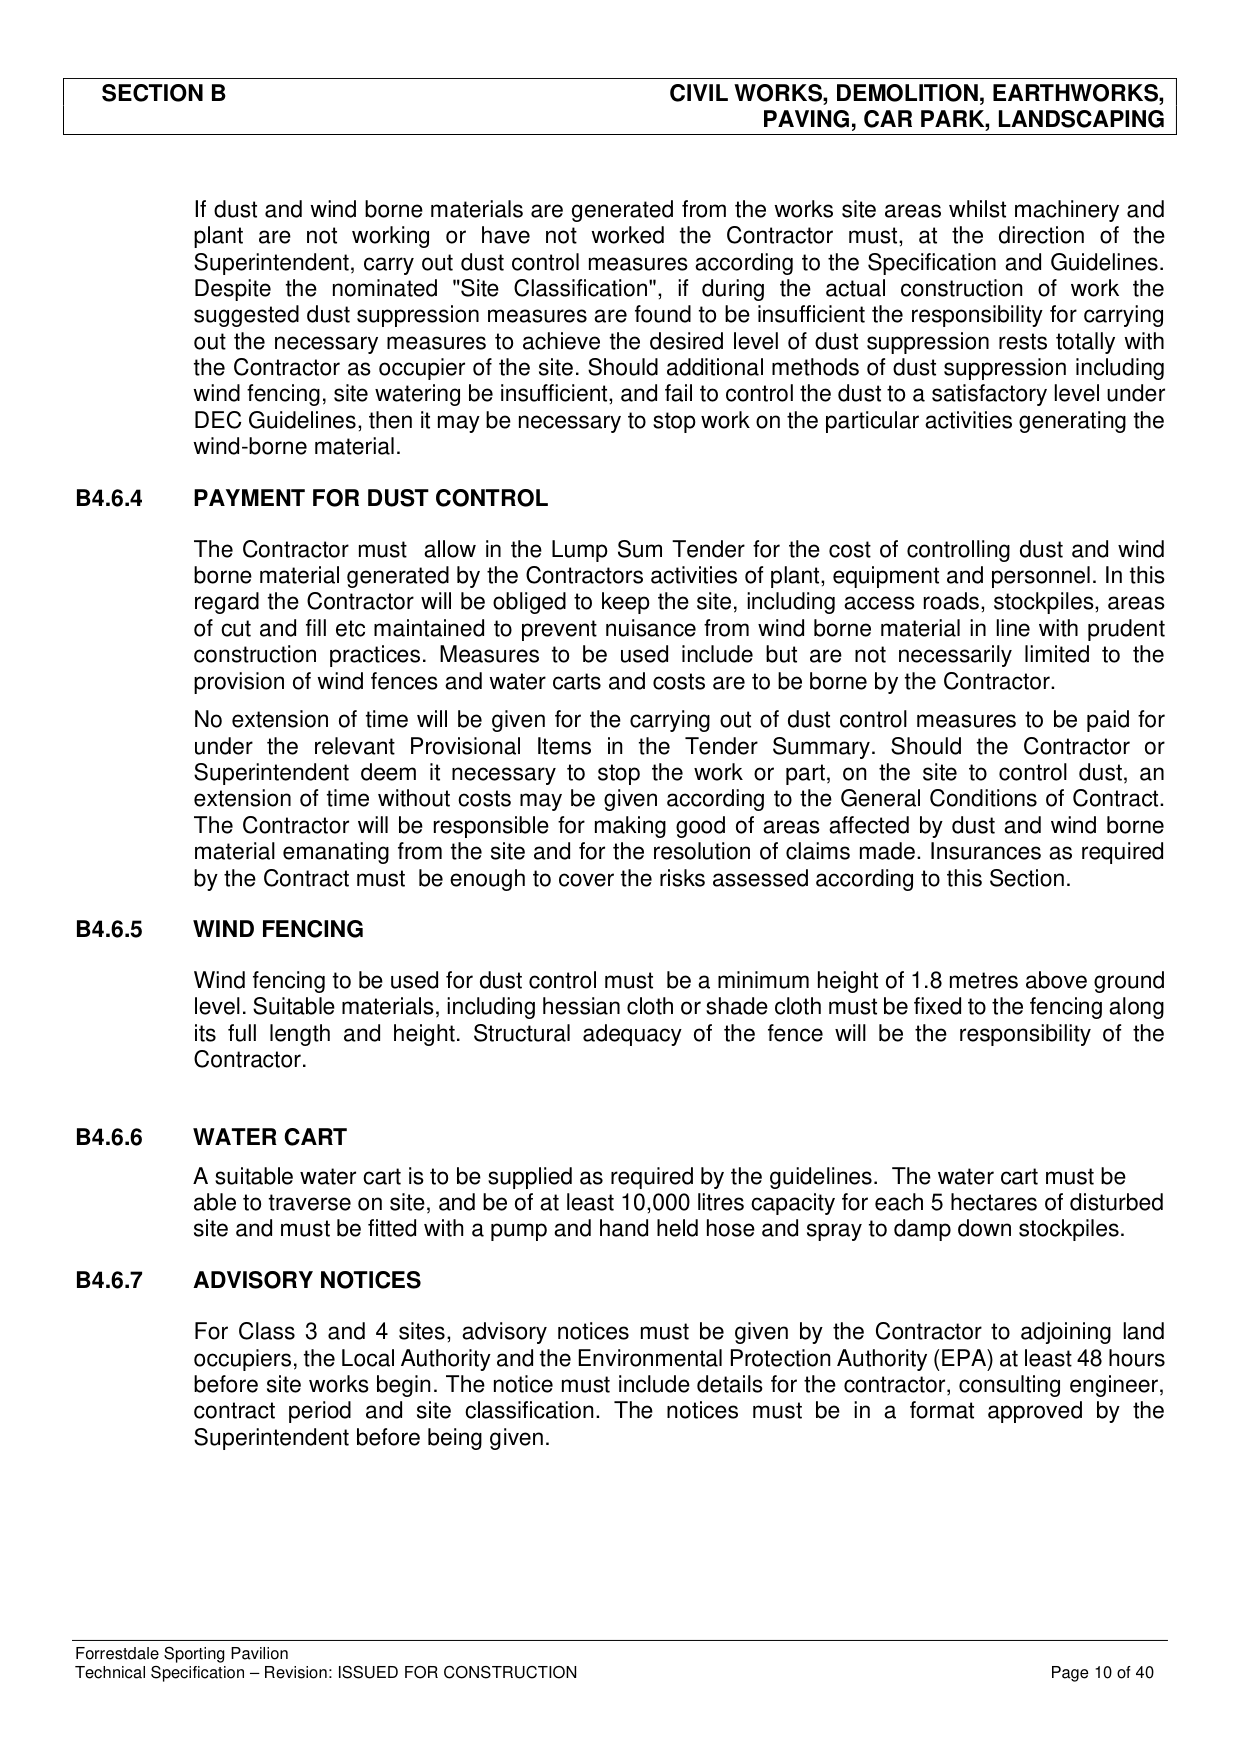 SECTION B
CIVIL WORKS, DEMOLITION, EARTHWORKS,
PAVING, CAR PARK, LANDSCAPING
If dust and wind borne materials are generated from the works site areas whilst machinery and
plant are not working or have not worked the Contractor must, at the direction of the
Superintendent, carry out dust control measures according to the Specification and Guidelines.
Despite the nominated "Site Classification", if during the actual construction of work the
suggested dust suppression measures are found to be insufficient the responsibility for carrying
out the necessary measures to achieve the desired level of dust suppression rests totally with
the Contractor as occupier of the site. Should additional methods of dust suppression including
wind fencing, site watering be insufficient, and fail to control the dust to a satisfactory level under
DEC Guidelines, then it may be necessary to stop work on the particular activities generating the
wind-borne material.
B4.6.4 PAYMENT FOR DUST CONTROL
The Contractor must  allow in the Lump Sum Tender for the cost of controlling dust and wind
borne material generated by the Contractors activities of plant, equipment and personnel. In this
regard the Contractor will be obliged to keep the site, including access roads, stockpiles, areas
of cut and fill etc maintained to prevent nuisance from wind borne material in line with prudent
construction practices. Measures to be used include but are not necessarily limited to the
provision of wind fences and water carts and costs are to be borne by the Contractor.
No extension of time will be given for the carrying out of dust control measures to be paid for
under the relevant Provisional Items in the Tender Summary. Should the Contractor or
Superintendent deem it necessary to stop the work or part, on the site to control dust, an
extension of time without costs may be given according to the General Conditions of Contract.
The Contractor will be responsible for making good of areas affected by dust and wind borne
material emanating from the site and for the resolution of claims made. Insurances as required
by the Contract must  be enough to cover the risks assessed according to this Section.
B4.6.5 WIND FENCING
Wind fencing to be used for dust control must  be a minimum height of 1.8 metres above ground
level. Suitable materials, including hessian cloth or shade cloth must be fixed to the fencing along
its full length and height. Structural adequacy of the fence will be the responsibility of the
Contractor.
B4.6.6 WATER CART
A suitable water cart is to be supplied as required by the guidelines.  The water cart must be
able to traverse on site, and be of at least 10,000 litres capacity for each 5 hectares of disturbed
site and must be fitted with a pump and hand held hose and spray to damp down stockpiles.
B4.6.7 ADVISORY NOTICES
For Class 3 and 4 sites, advisory notices must be given by the Contractor to adjoining land
occupiers, the Local Authority and the Environmental Protection Authority (EPA) at least 48 hours
before site works begin. The notice must include details for the contractor, consulting engineer,
contract period and site classification. The notices must be in a format approved by the
Superintendent before being given.
Forrestdale Sporting Pavilion
Technical Specification – Revision: ISSUED FOR CONSTRUCTION Page 10 of 40